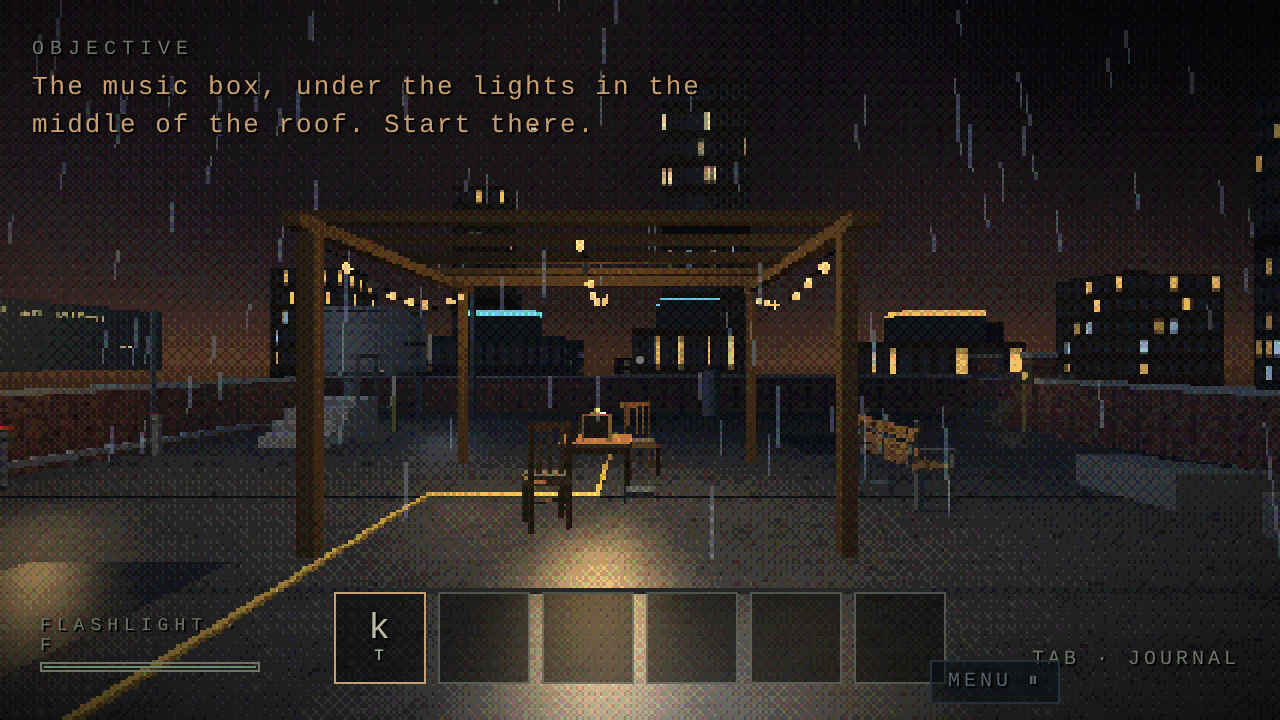 OBJECTIVE
The music box, under the lights in the
middle of the roof. Start there.
FLASHLIGHT ·
F
k
T
TAB · JOURNAL
MENU ⏸